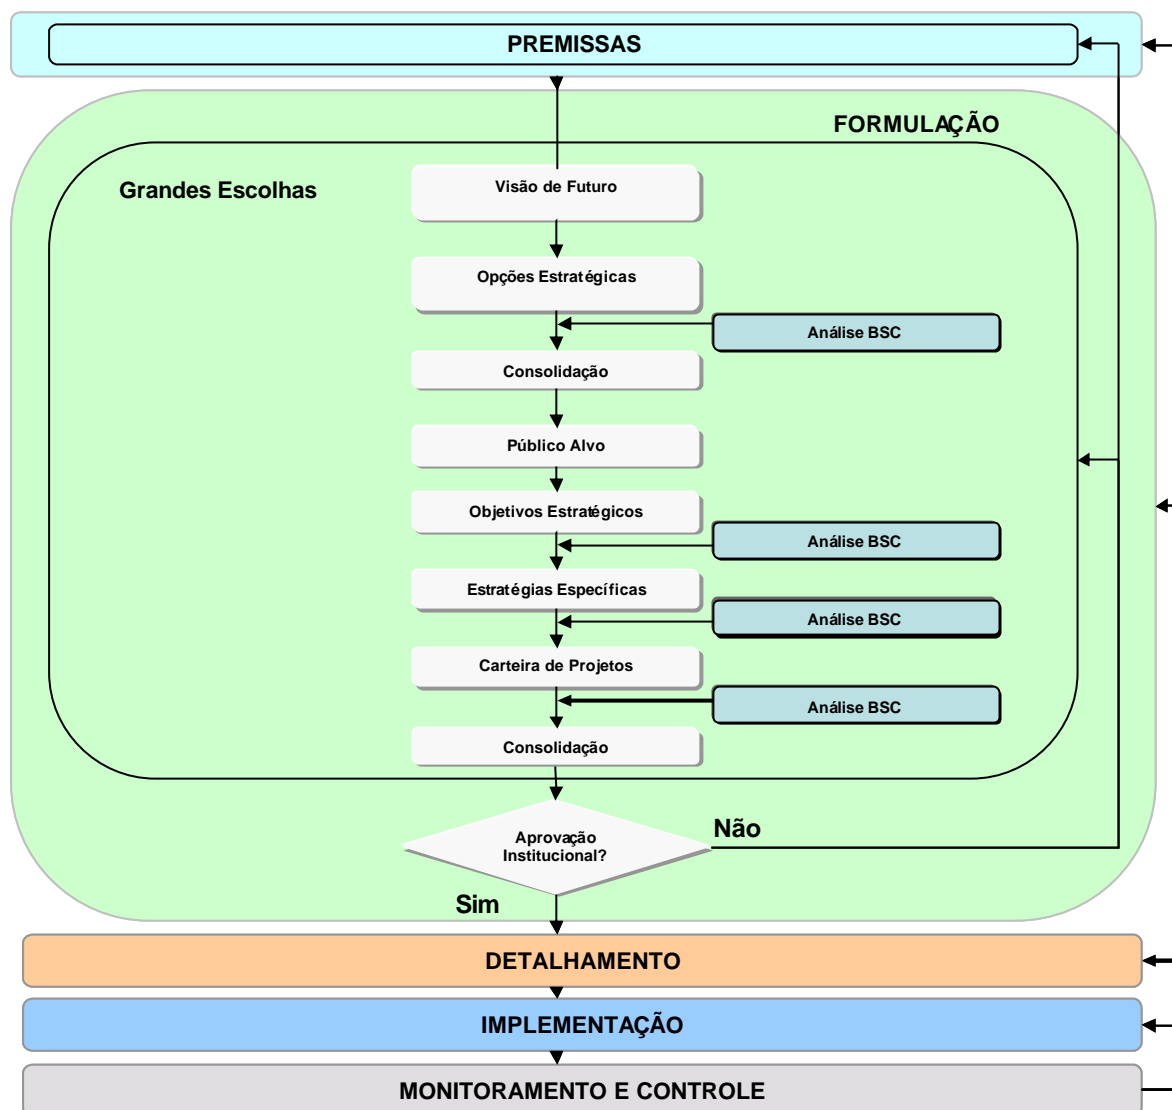 PREMISSAS
FORMULAÇÃO
Grandes Escolhas
Visão de Futuro
Opções Estratégicas
Análise BSC
Consolidação
Público Alvo
Objetivos Estratégicos
Análise BSC
Estratégias Específicas
Análise BSC
Carteira de Projetos
Análise BSC
Consolidação
Aprovação
Institucional?
Não
Sim
DETALHAMENTO
IMPLEMENTAÇÃO
MONITORAMENTO E CONTROLE